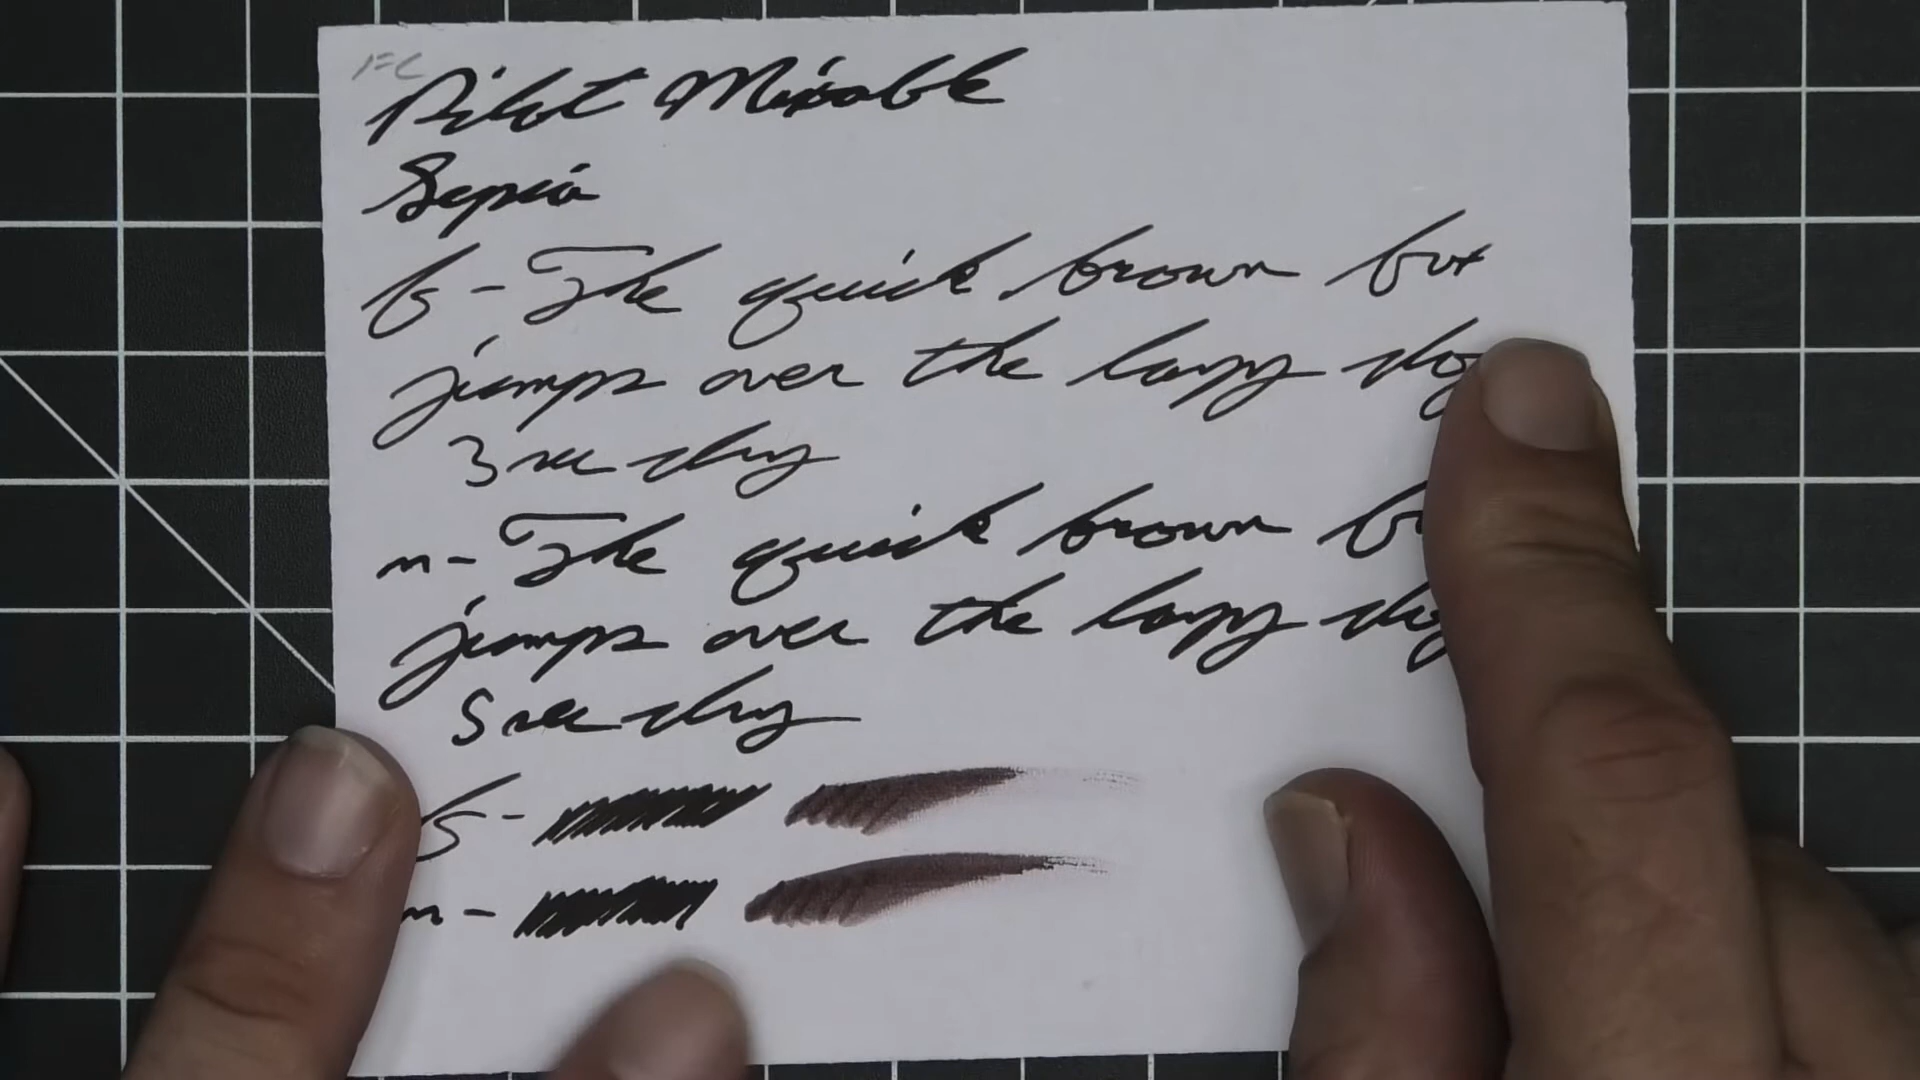 FC
Pilot Mixable
Sepia
f - The quick brown fox
jumps over the lazy dog
3 sec dry
m - The quick brown fo
jumps over the lazy dog
5 sec dry
f -
m -